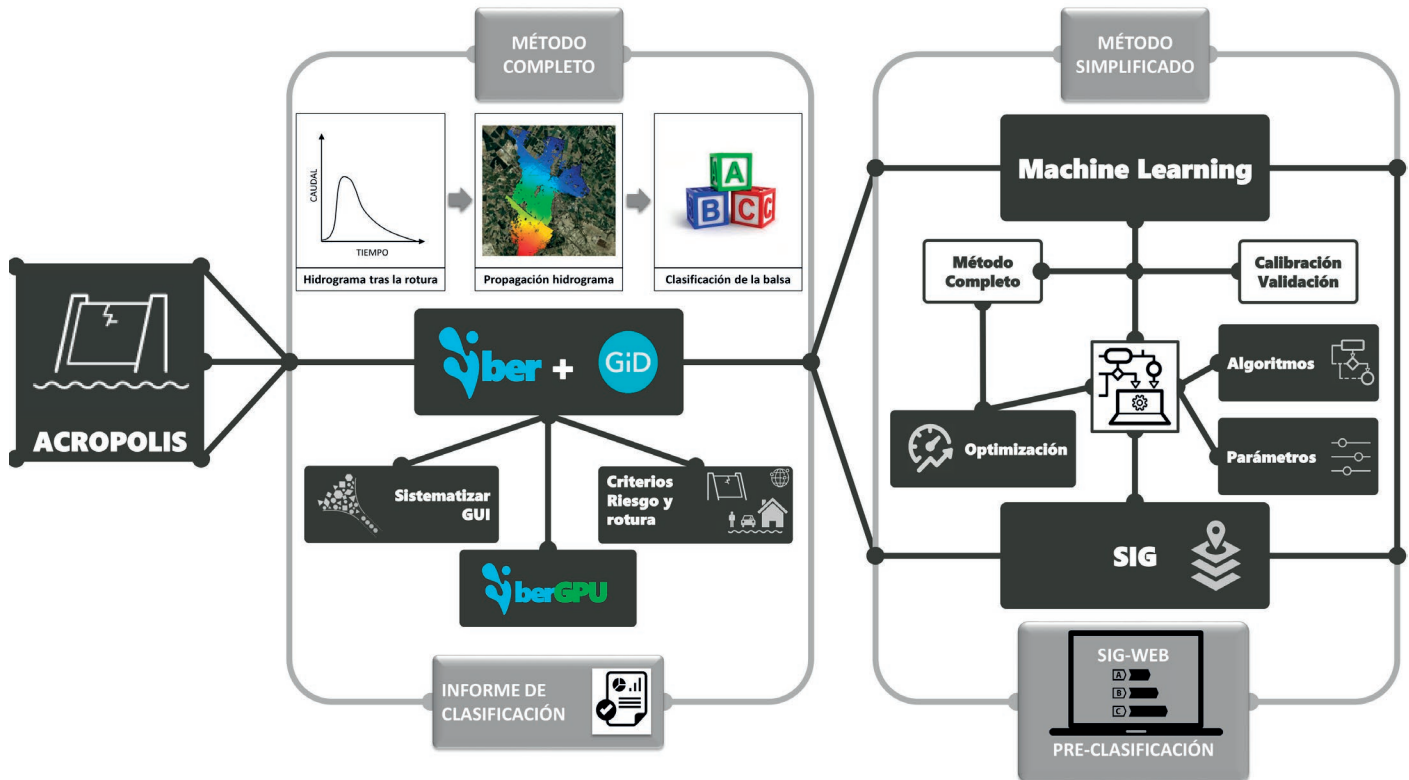 MÉTODO
COMPLETO
CAUDAL
TIEMPO
Hidrograma tras la rotura
Propagación hidrograma
A
B
C
C
Clasificación de la balsa
ACROPOLIS
Iber + GiD
Sistematizar
GUI
Criterios
Riesgo y
rotura
IberGPU
INFORME DE
CLASIFICACIÓN
MÉTODO
SIMPLIFICADO
Machine Learning
Método
Completo
Calibración
Validación
Algoritmos
Optimización
Parámetros
SIG
SIG-WEB
A
B
C
PRE-CLASIFICACIÓN